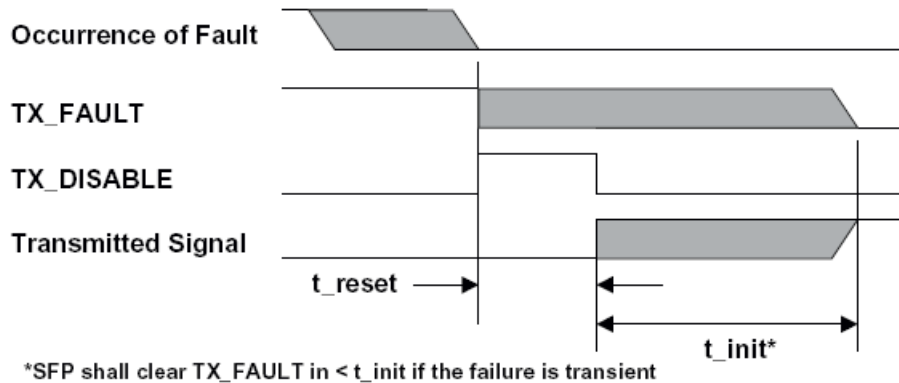 Occurrence of Fault
TX_FAULT
TX_DISABLE
Transmitted Signal
t_reset
t_init*
*SFP shall clear TX_FAULT in < t_init if the failure is transient